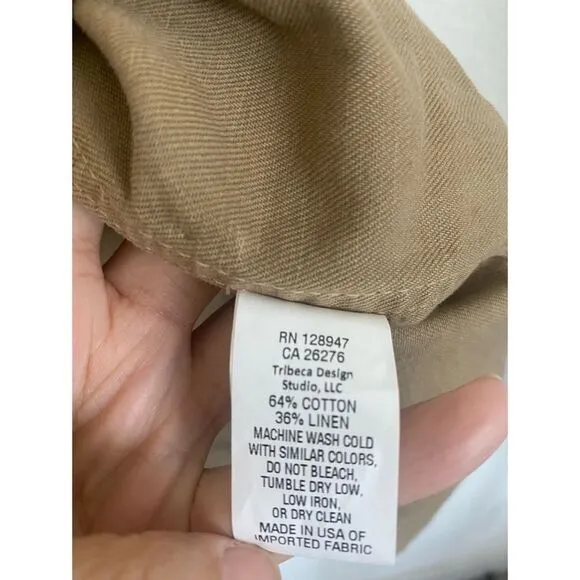 RN 128947
CA 26276
Tribeca Design
Studio, LLC
64% COTTON
36% LINEN
MACHINE WASH COLD
WITH SIMILAR COLORS,
DO NOT BLEACH,
TUMBLE DRY LOW,
LOW IRON,
OR DRY CLEAN
MADE IN USA OF
IMPORTED FABRIC